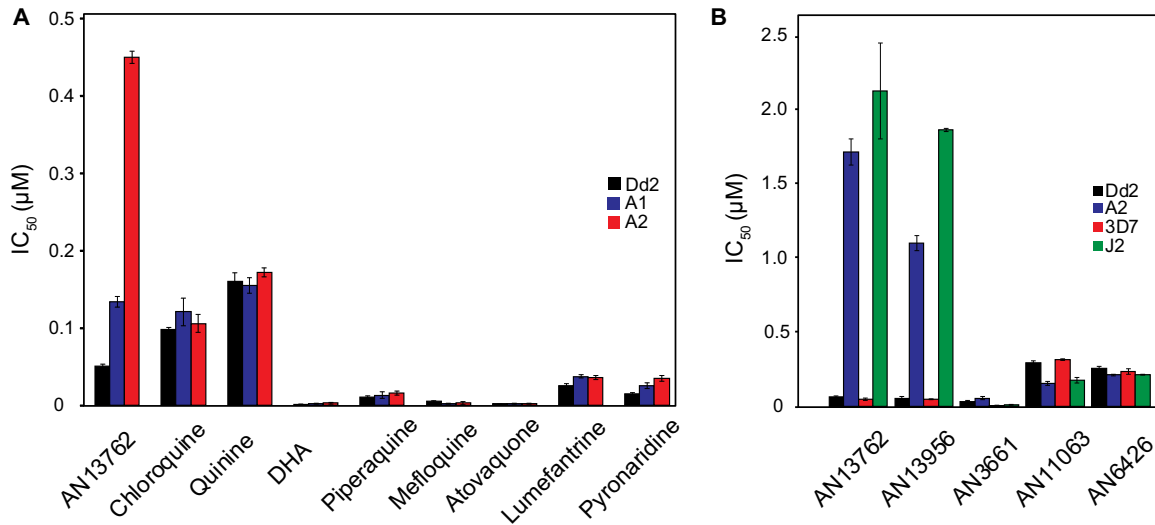 A
IC50 (μM)
0.5
0.4
0.3
0.2
0.1
0
Dd2
A1
A2
AN13762
Chloroquine
Quinine
DHA
Piperaquine
Mefloquine
Atovaquone
Lumefantrine
Pyronaridine
B
IC50 (μM)
2.5
2.0
1.5
1.0
0.5
0
Dd2
A2
3D7
J2
AN13762
AN13956
AN3661
AN11063
AN6426